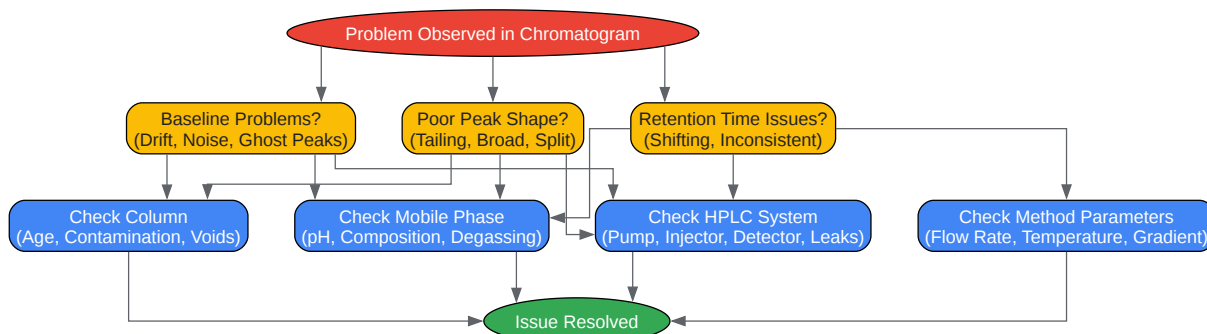 Problem Observed in Chromatogram
Baseline Problems?
(Drift, Noise, Ghost Peaks)
Poor Peak Shape?
(Tailing, Broad, Split)
Retention Time Issues?
(Shifting, Inconsistent)
Check Column
(Age, Contamination, Voids)
Check Mobile Phase
(pH, Composition, Degassing)
Check HPLC System
(Pump, Injector, Detector, Leaks)
Check Method Parameters
(Flow Rate, Temperature, Gradient)
Issue Resolved